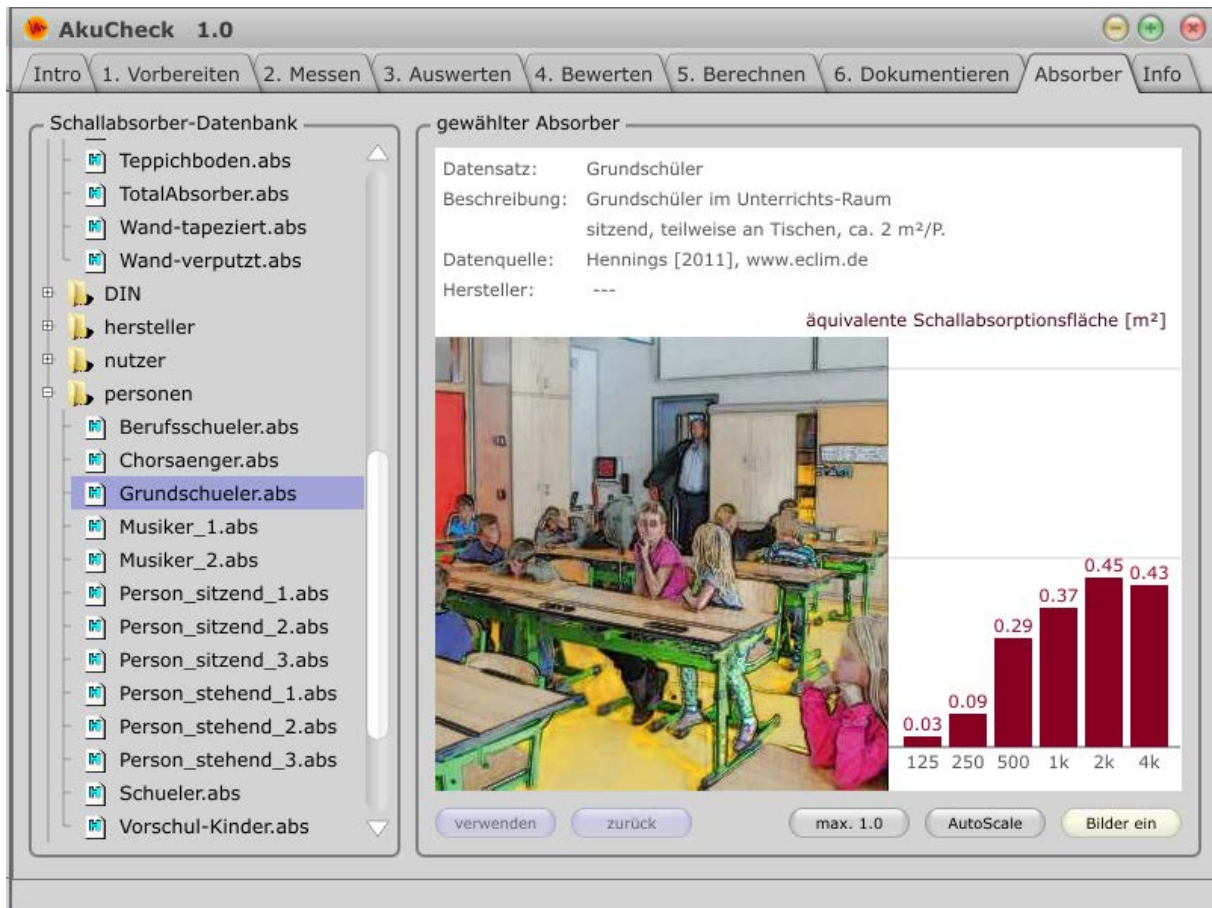 AkuCheck 1.0
Intro 1. Vorbereiten 2. Messen 3. Auswerten 4. Bewerten 5. Berechnen 6. Dokumentieren Absorber Info
Schallabsorber-Datenbank
Teppichboden.abs
TotalAbsorber.abs
Wand-tapeziert.abs
Wand-verputzt.abs
DIN
hersteller
nutzer
personen
Berufsschueler.abs
Chorsaenger.abs
Grundschueler.abs
Musiker_1.abs
Musiker_2.abs
Person_sitzend_1.abs
Person_sitzend_2.abs
Person_sitzend_3.abs
Person_stehend_1.abs
Person_stehend_2.abs
Person_stehend_3.abs
Schueler.abs
Vorschul-Kinder.abs
gewählter Absorber
Datensatz: Grundschüler
Beschreibung: Grundschüler im Unterrichts-Raum
sitzend, teilweise an Tischen, ca. 2 m²/P.
Datenquelle: Hennings [2011], www.eclim.de
Hersteller: ---
äquivalente Schallabsorptionsfläche [m²]
0.03 0.09 0.29 0.37 0.45 0.43
125 250 500 1k 2k 4k
verwenden zurück max. 1.0 AutoScale Bilder ein